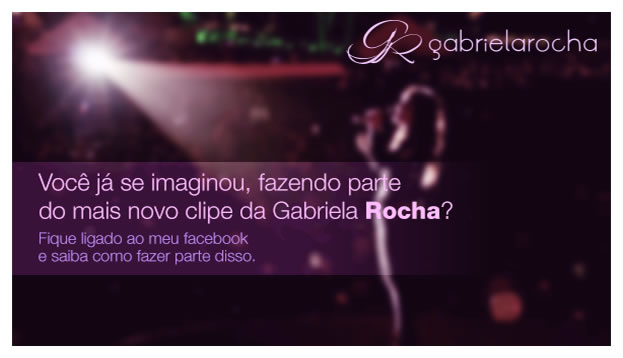 GR gabrielarocha
Você já se imaginou, fazendo parte
do mais novo clipe da Gabriela Rocha?
Fique ligado ao meu facebook
e saiba como fazer parte disso.